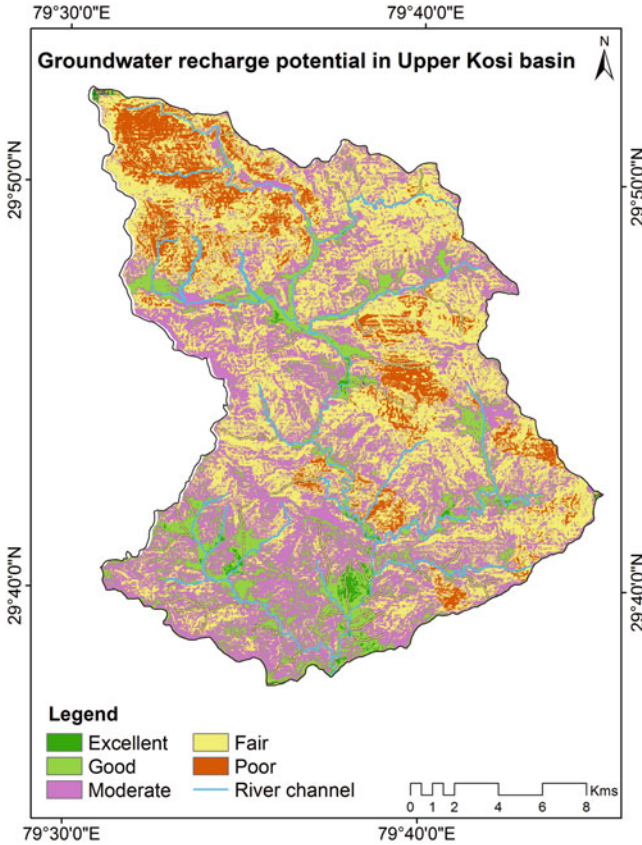 79°30'0"E 79°40'0"E
Groundwater recharge potential in Upper Kosi basin
N
29°50'0"N 29°50'0"N
29°40'0"N 29°40'0"N
Legend
Excellent Fair
Good Poor
Moderate River channel
Kms
0 1 2 4 6 8
79°30'0"E 79°40'0"E